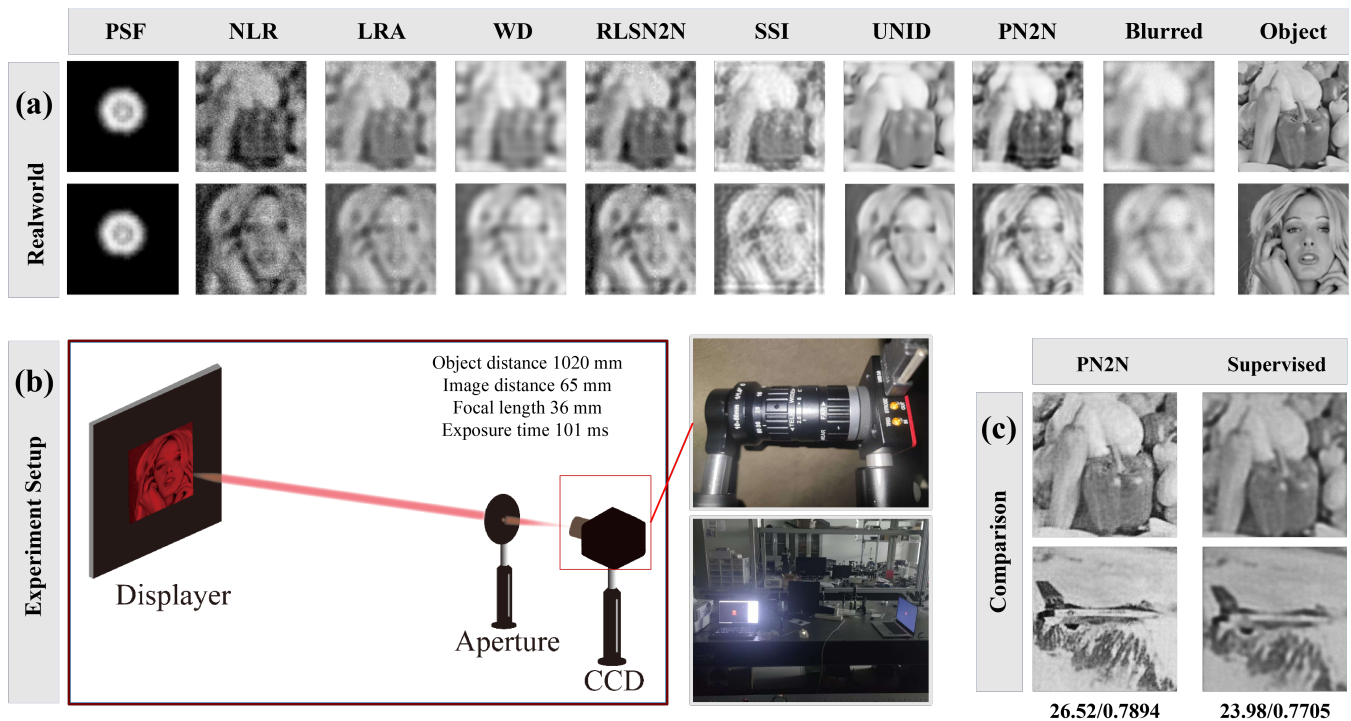 PSF NLR LRA WD RLSN2N SSI UNID PN2N Blurred Object
(a)
Realworld
(b)
Experiment Setup
Object distance 1020 mm
Image distance 65 mm
Focal length 36 mm
Exposure time 101 ms
Displayer
Aperture
CCD
(c)
Comparison
PN2N Supervised
26.52/0.7894 23.98/0.7705